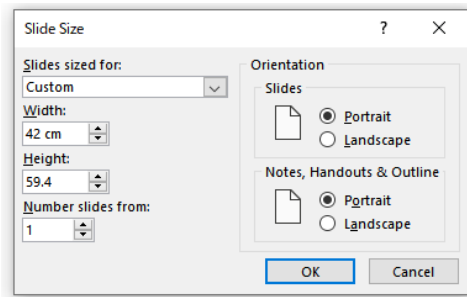 Slide Size
?
Slides sized for:
Custom
Width:
42 cm
Height:
59.4
Number slides from:
1
Orientation
Slides
Portrait
Landscape
Notes, Handouts & Outline
Portrait
Landscape
OK
Cancel